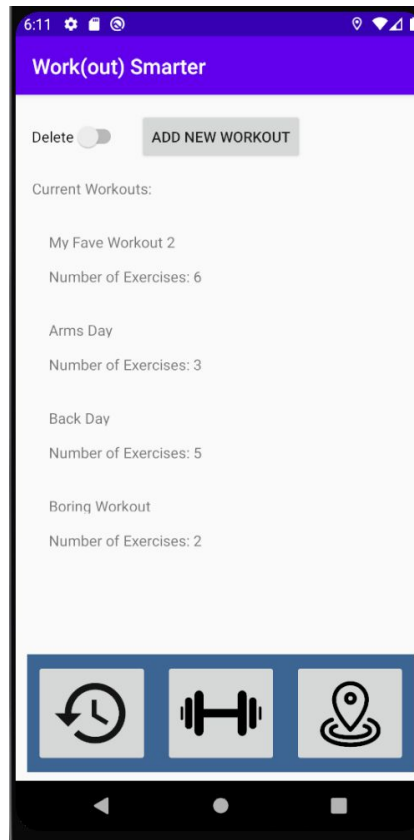 6:11
Work(out) Smarter
Delete
ADD NEW WORKOUT
Current Workouts:
My Fave Workout 2
Number of Exercises: 6
Arms Day
Number of Exercises: 3
Back Day
Number of Exercises: 5
Boring Workout
Number of Exercises: 2